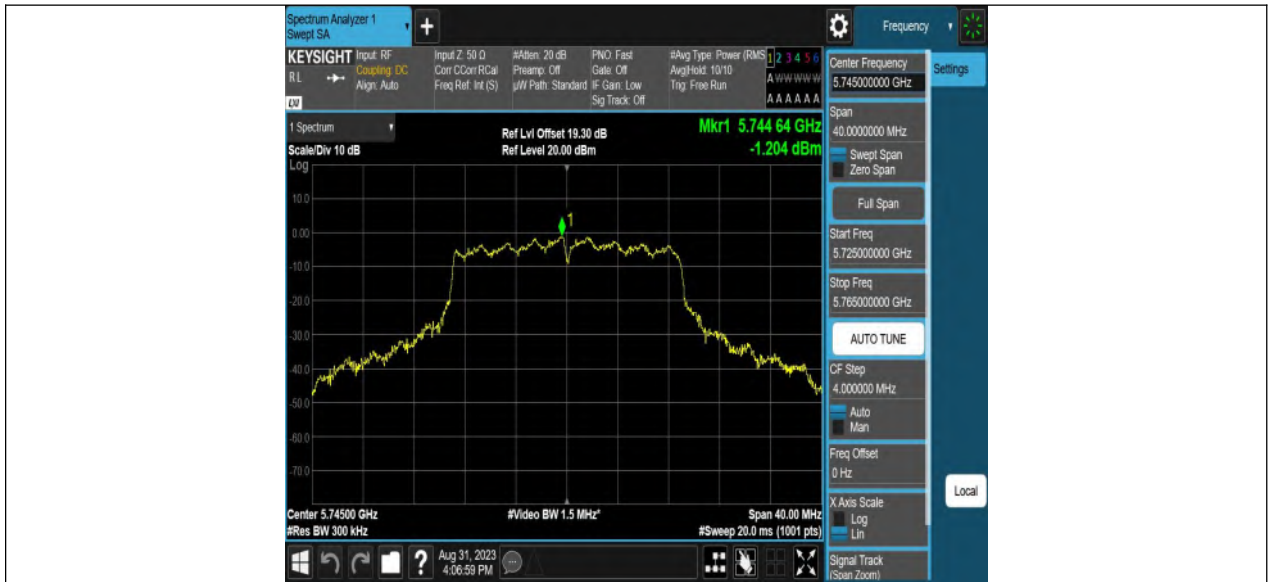 Spectrum Analyzer 1
Swept SA
+
Frequency
KEYSIGHT
RL
LXI
Input: RF
Coupling: DC
Align: Auto
Input Z: 50 Ω
Corr CCorr RCal
Freq Ref: Int (S)
#Atten: 20 dB
Preamp: Off
µW Path: Standard
PNO: Fast
Gate: Off
IF Gain: Low
Sig Track: Off
#Avg Type: Power (RMS
Avg|Hold: 10/10
Trig: Free Run
1 2 3 4 5 6
A W W W W W
A A A A A A
1 Spectrum
Scale/Div 10 dB
Log
Ref Lvl Offset 19.30 dB
Ref Level 20.00 dBm
Mkr1 5.744 64 GHz
-1.204 dBm
10.0
0.00
-10.0
-20.0
-30.0
-40.0
-50.0
-60.0
-70.0
1
Center 5.74500 GHz
#Res BW 300 kHz
#Video BW 1.5 MHz*
Span 40.00 MHz
#Sweep 20.0 ms (1001 pts)
?
Aug 31, 2023
4:06:59 PM
Center Frequency
5.745000000 GHz
Settings
Span
40.0000000 MHz
Swept Span
Zero Span
Full Span
Start Freq
5.725000000 GHz
Stop Freq
5.765000000 GHz
AUTO TUNE
CF Step
4.000000 MHz
Auto
Man
Freq Offset
0 Hz
X Axis Scale
Log
Lin
Local
Signal Track
(Span Zoom)